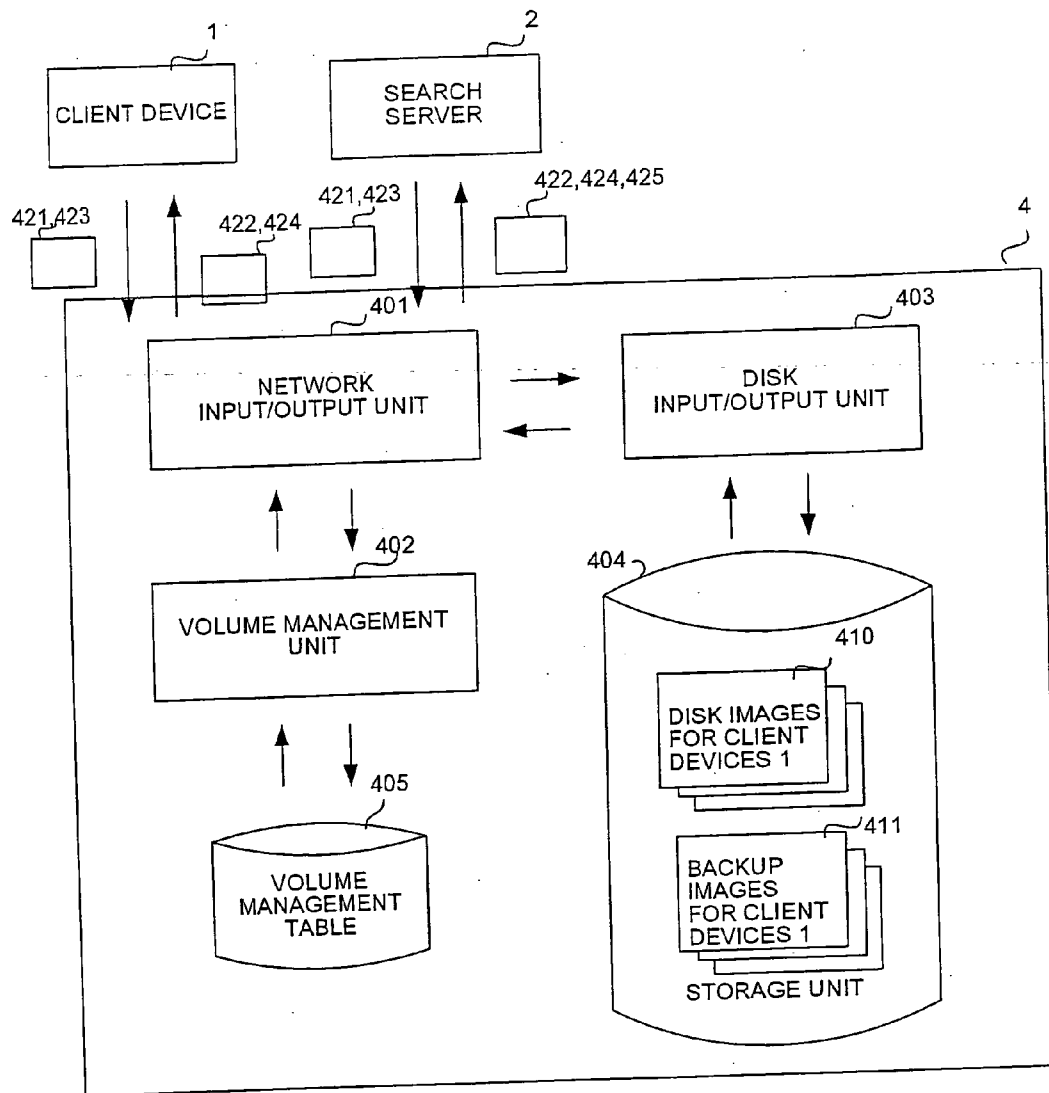 1
2
CLIENT DEVICE
SEARCH
SERVER
421,423
422,424
421,423
422,424,425
4
401
403
NETWORK
INPUT/OUTPUT UNIT
DISK
INPUT/OUTPUT UNIT
402
404
VOLUME MANAGEMENT
UNIT
410
DISK IMAGES
FOR CLIENT
DEVICES 1
405
411
VOLUME
MANAGEMENT
TABLE
BACKUP
IMAGES
FOR CLIENT
DEVICES 1
STORAGE UNIT